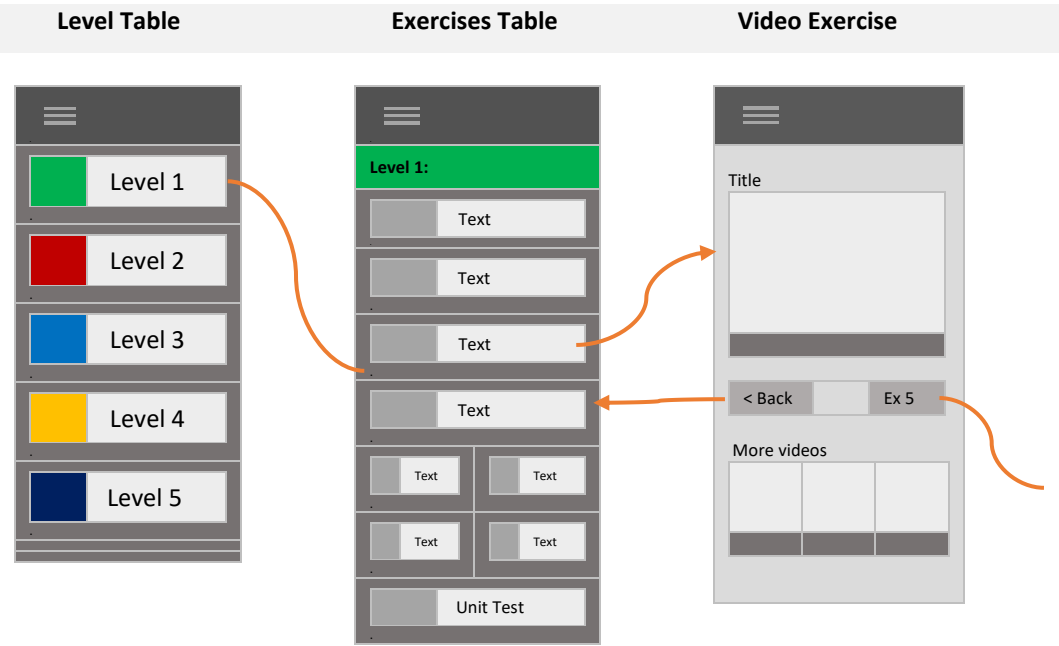 Level Table
Exercises Table
Video Exercise
Level 1
Level 2
Level 3
Level 4
Level 5
Level 1:
Text
Text
Text
Text
Text Text
Text Text
Unit Test
Title
< Back Ex 5
More videos